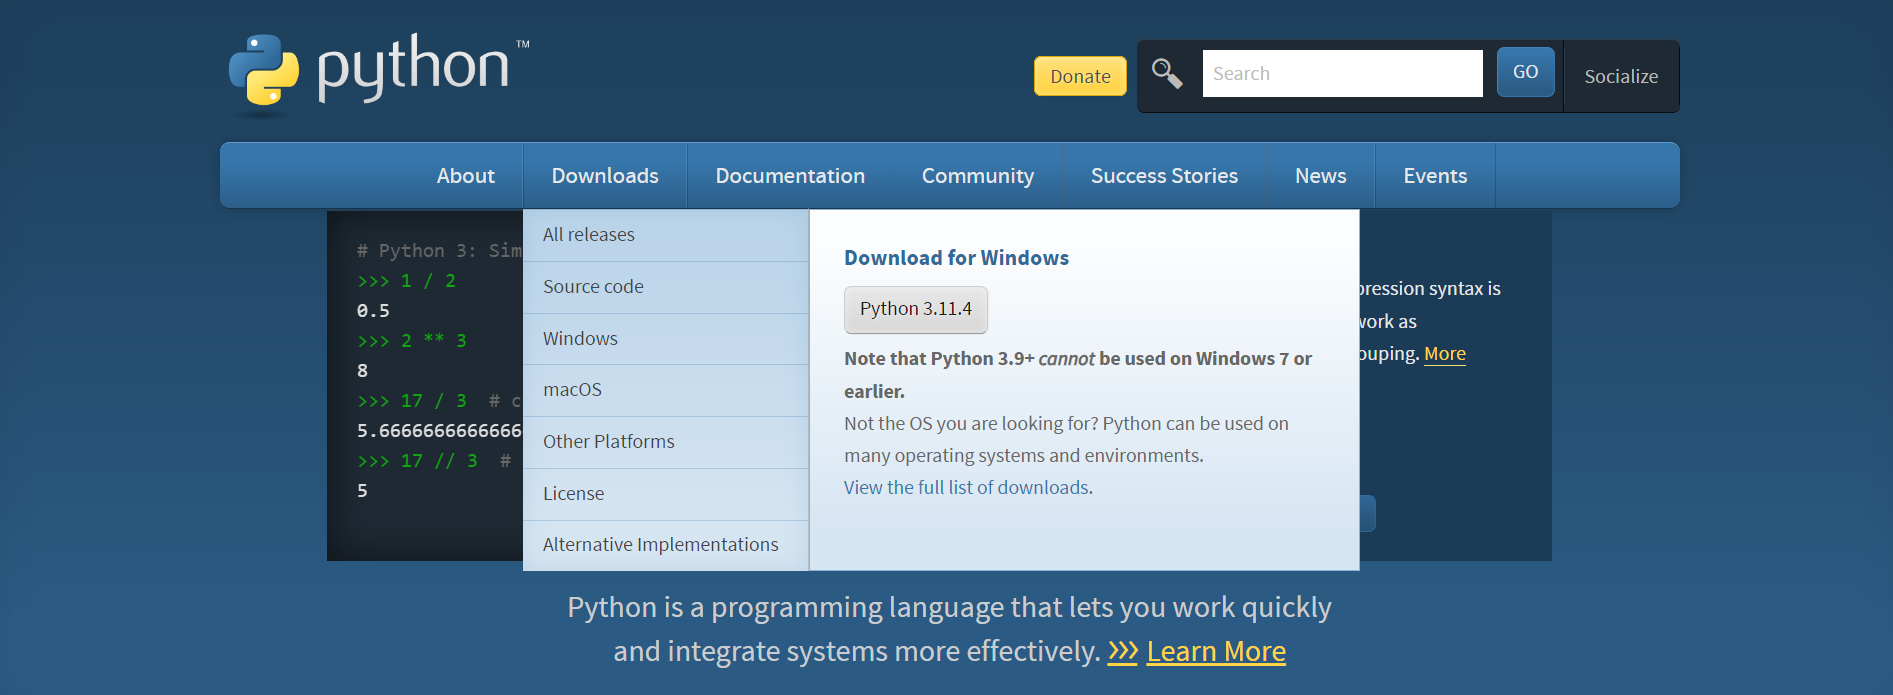 python™
Donate
Search
GO
Socialize
About
Downloads
Documentation
Community
Success Stories
News
Events
# Python 3: Sim
>>> 1 / 2
0.5
>>> 2 ** 3
8
>>> 17 / 3 # c
5.6666666666666
>>> 17 // 3 #
5
All releases
Source code
Windows
macOS
Other Platforms
License
Alternative Implementations
Download for Windows
Python 3.11.4
Note that Python 3.9+ cannot be used on Windows 7 or
earlier.
Not the OS you are looking for? Python can be used on
many operating systems and environments.
View the full list of downloads.
pression syntax is
work as
ouping. More
Python is a programming language that lets you work quickly
and integrate systems more effectively. >>> Learn More